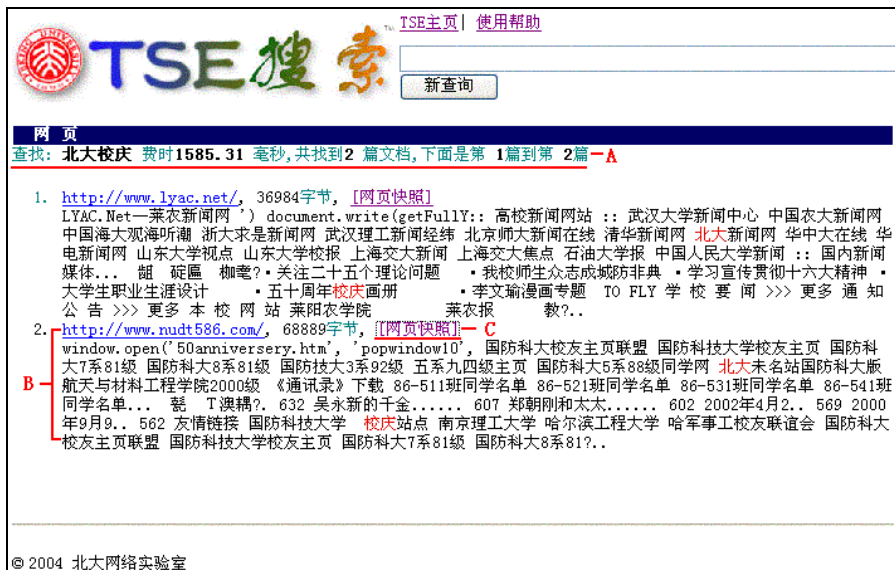 TSE主页| 使用帮助
TSE搜索 ™
新查询
网 页
查找: 北大校庆 费时1585.31 毫秒,共找到2 篇文档,下面是第 1篇到第 2篇 A
1. http://www.lyac.net/, 36984字节, [网页快照]
LYAC.Net—莱农新闻网 ') document.write(getFullY:: 高校新闻网站 :: 武汉大学新闻中心 中国农大新闻网
中国海大观海听潮 浙大求是新闻网 武汉理工新闻经纬 北京师大新闻在线 清华新闻网 北大新闻网 华中大在线 华
电新闻网 山东大学视点 山东大学校报 上海交大新闻 上海交大焦点 石油大学报 中国人民大学新闻 :: 国内新闻
媒体... 碇 ?·关注二十五个理论问题 ·我校师生众志成城防非典 ·学习宣传贯彻十六大精神 ·
大学生职业生涯设计 ·五十周年校庆画册 ·李文瑜漫画专题 TO FLY 学 校 要 闻 >>> 更多 通 知
公 告 >>> 更多 本 校 网 站 莱阳农学院 莱农报 教?..
2. http://www.nudt586.com/, 68889字节, [网页快照] C
window.open('50anniversery.htm', 'popwindow10', 国防科大校友主页联盟 国防科技大学校友主页 国防科
大7系81级 国防科大8系81级 国防技大3系92级 五系九四级主页 国防科大5系88级同学网 北大未名站国防科大版
B 航天与材料工程学院2000级 《通讯录》下载 86-511班同学名单 86-521班同学名单 86-531班同学名单 86-541班
同学名单... T澳耦?. 632 吴永新的千金...... 607 郑朝刚和太太...... 602 2002年4月2.. 569 2000
年9月9.. 562 友情链接 国防科技大学 校庆站点 南京理工大学 哈尔滨工程大学 哈军事工校友联谊会 国防科大
校友主页联盟 国防科技大学校友主页 国防科大7系81级 国防科大8系81?..
© 2004 北大网络实验室